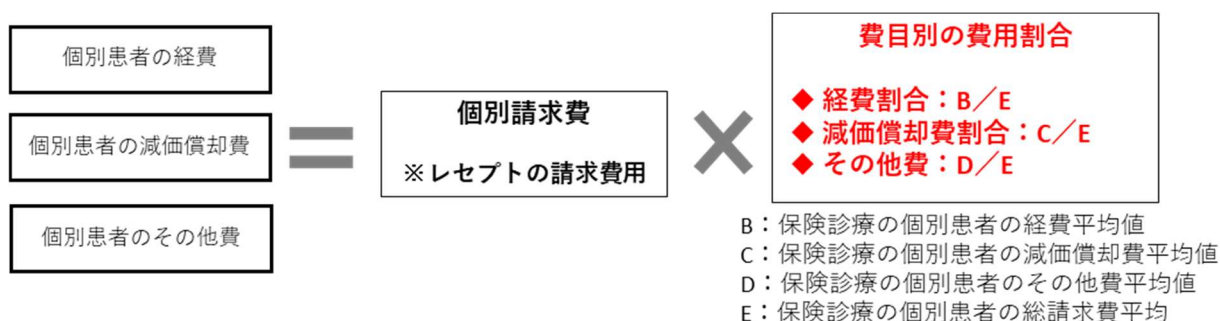 個別患者の経費
個別患者の減価償却費
個別患者のその他費
=
個別請求費
※レセプトの請求費用
×
費目別の費用割合
◆ 経費割合：B／E
◆ 減価償却費割合：C／E
◆ その他費：D／E
B：保険診療の個別患者の経費平均値
C：保険診療の個別患者の減価償却費平均値
D：保険診療の個別患者のその他費平均値
E：保険診療の個別患者の総請求費平均